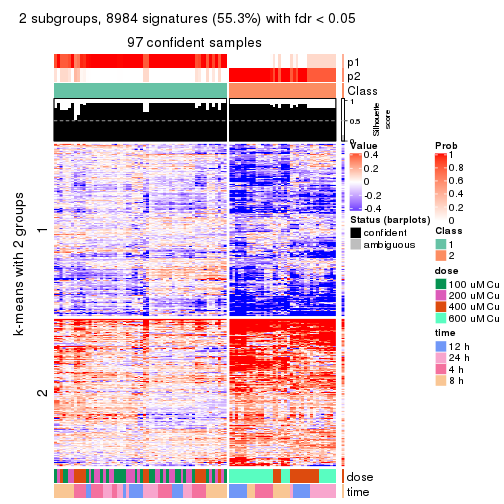 2 subgroups, 8984 signatures (55.3%) with fdr < 0.05
97 confident samples
p1
p2
Class
1
0.5
0
Silhouette
score
k-means with 2 groups
1
2
dose
time
Value
0.4
0.2
0
-0.2
-0.4
Status (barplots)
confident
ambiguous
Prob
1
0.8
0.6
0.4
0.2
0
Class
1
2
dose
100 uM Cu
200 uM Cu
400 uM Cu
600 uM Cu
time
12 h
24 h
4 h
8 h